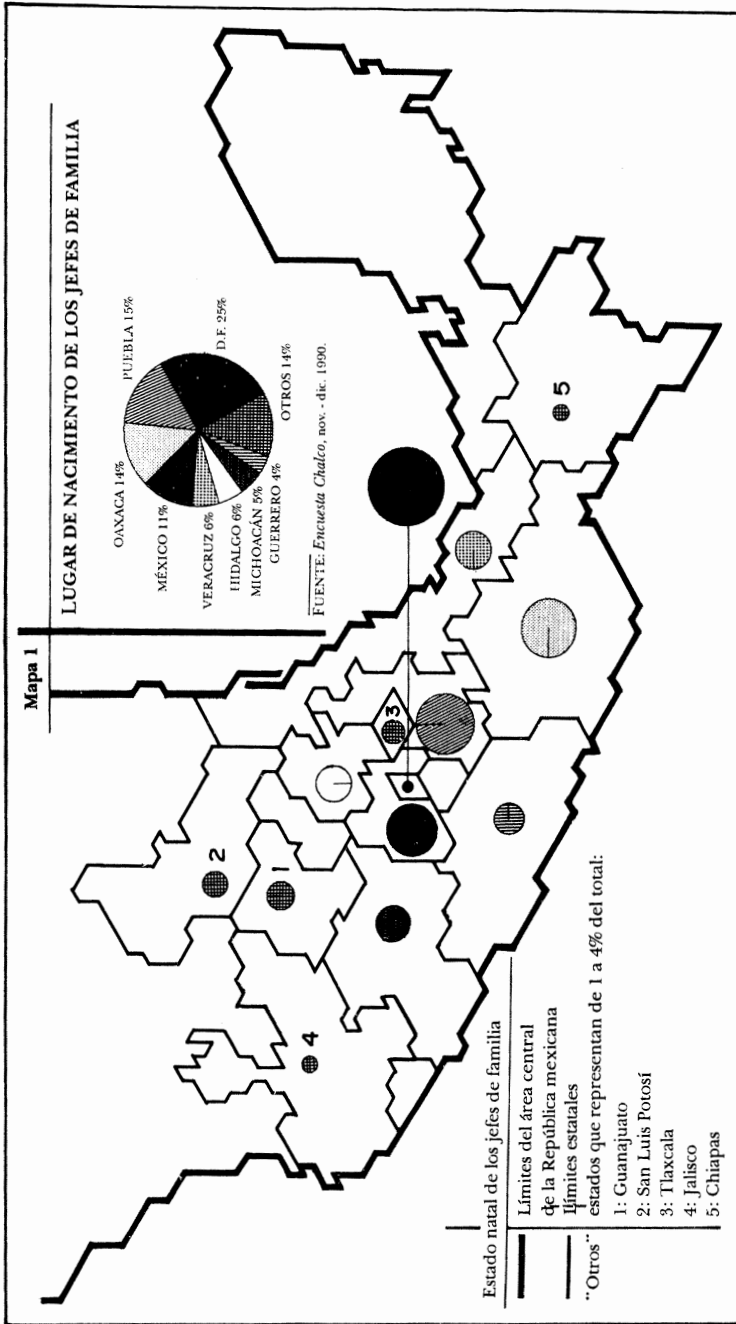 Mapa 1
LUGAR DE NACIMIENTO DE LOS JEFES DE FAMILIA
PUEBLA 15%
D.F. 25%
OTROS 14%
GUERRERO 4%
MICHOACÁN 5%
HIDALGO 6%
VERACRUZ 6%
MÉXICO 11%
OAXACA 14%
FUENTE: Encuesta Chalco, nov. - dic. 1990.
2
1
4
3
5
Estado natal de los jefes de familia
Límites del área central
de la República mexicana
Límites estatales
"Otros" estados que representan de 1 a 4% del total:
1: Guanajuato
2: San Luis Potosí
3: Tlaxcala
4: Jalisco
5: Chiapas